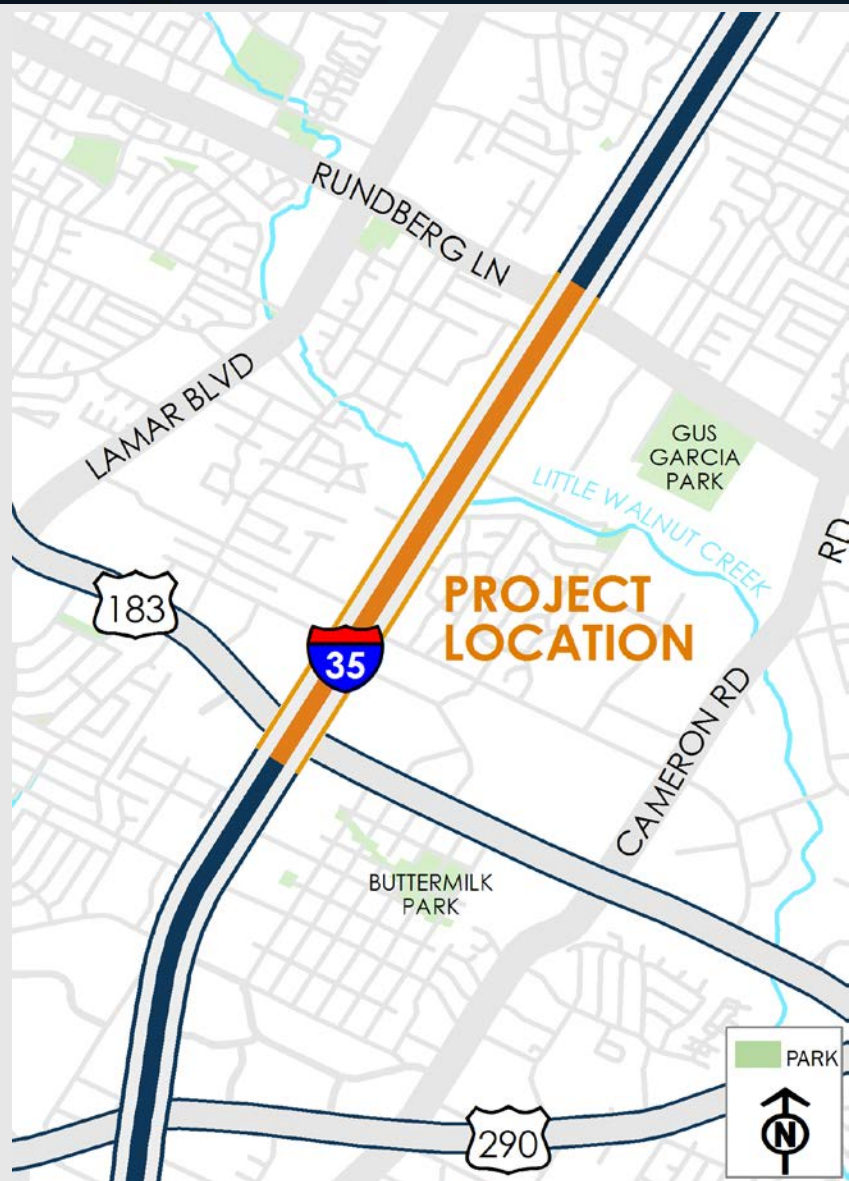 RUNDBERG LN
LAMAR BLVD
GUS
GARCIA
PARK
LITTLE WALNUT CREEK
RD
183
PROJECT
LOCATION
35
CAMERON RD
BUTTERMILK
PARK
PARK
N
290